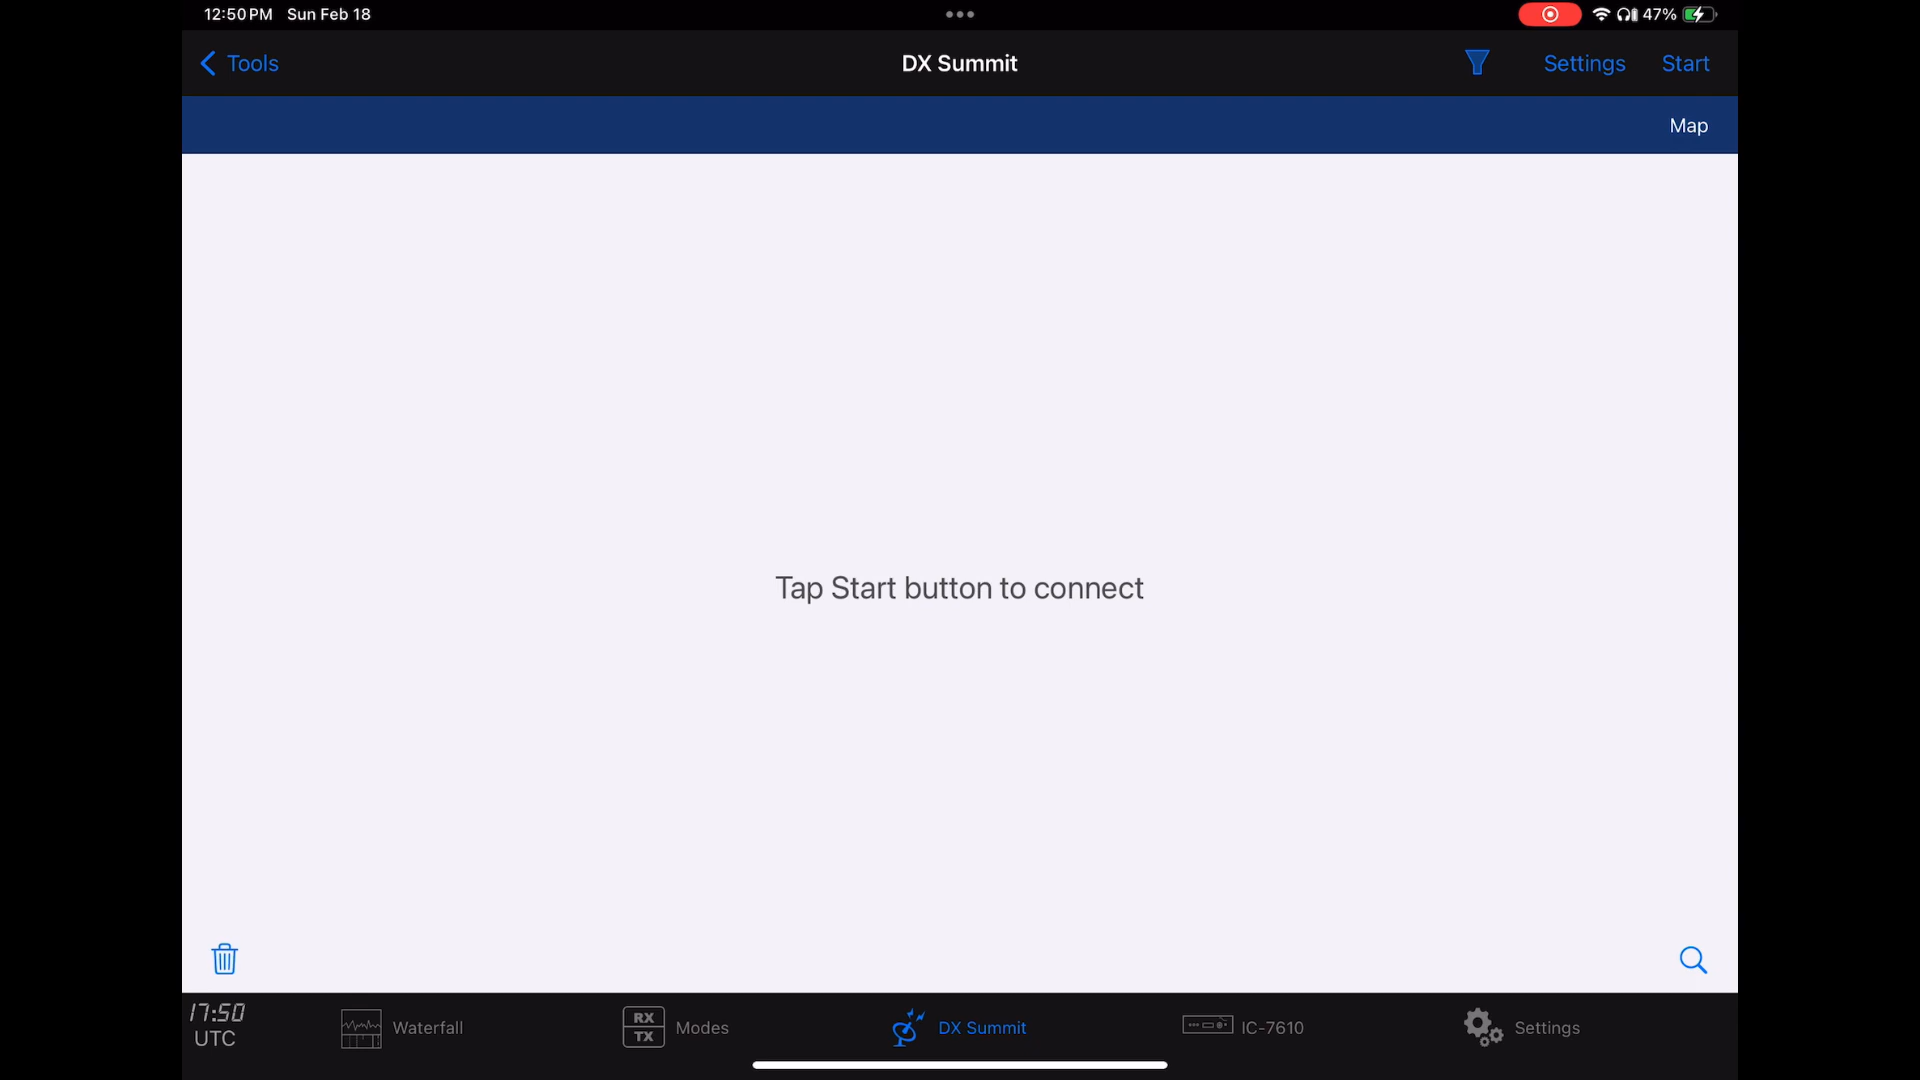 12:50 PM Sun Feb 18
47%
Tools
DX Summit
Settings
Start
Map
Tap Start button to connect
17:50
UTC
Waterfall
RX
TX
Modes
DX Summit
IC-7610
Settings